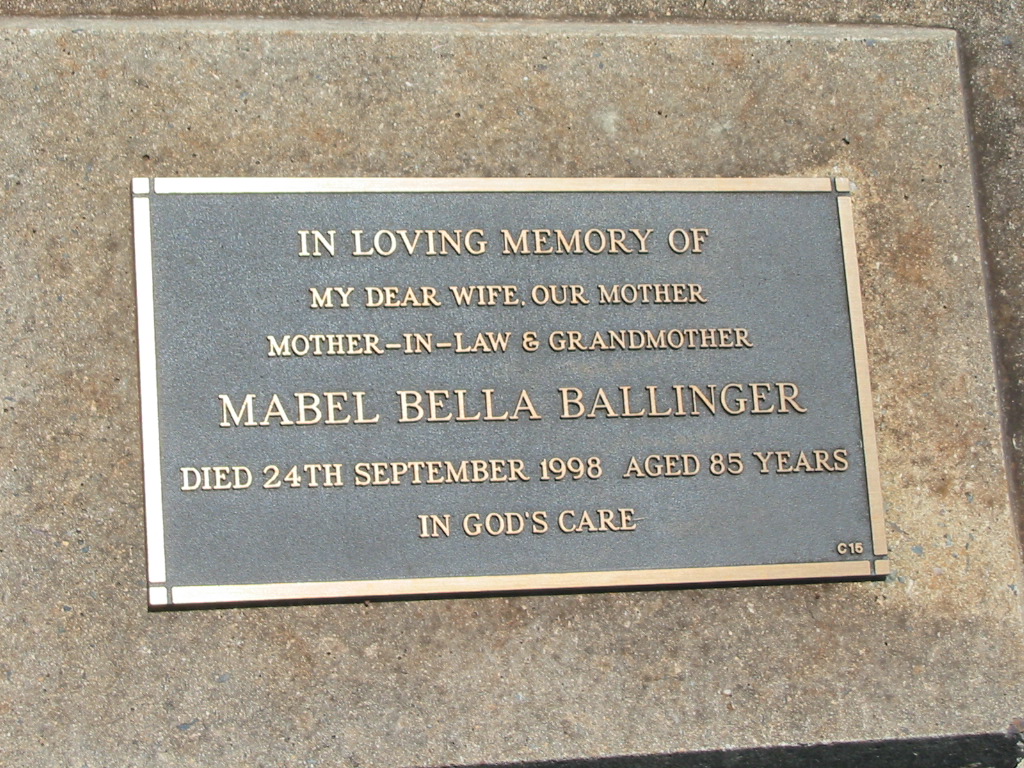 IN LOVING MEMORY OF
MY DEAR WIFE, OUR MOTHER
MOTHER-IN-LAW & GRANDMOTHER
MABEL BELLA BALLINGER
DIED 24TH SEPTEMBER 1998 AGED 85 YEARS
IN GOD'S CARE
C15